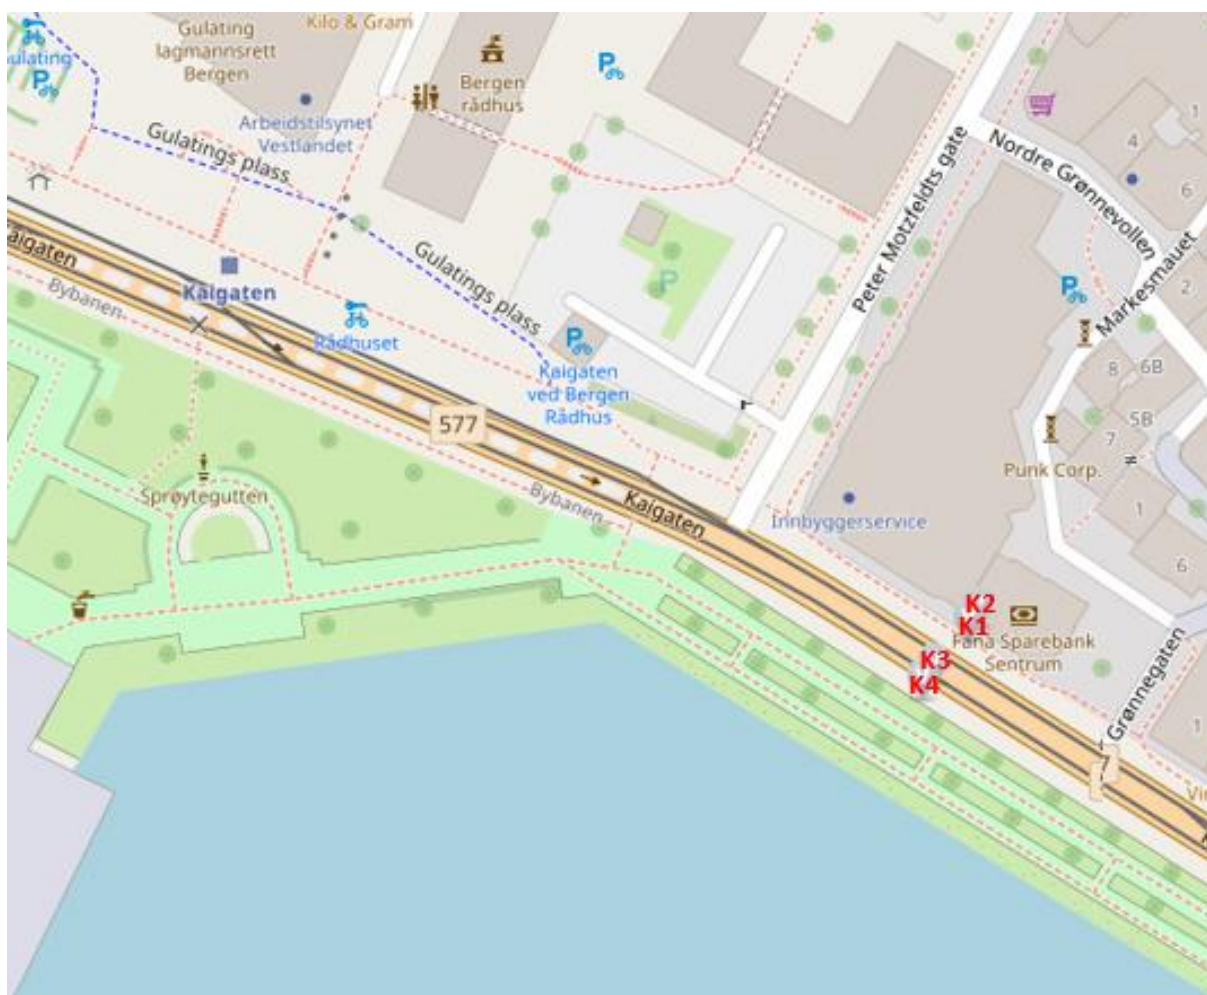 Kilo & Gram
Gulating
lagmannsrett
Bergen
Bergen
rådhus
ulating
P
P
Arbeidstilsynet
Vestlandet
Gulatings plass
Gulatings plass
Peter Motzfeldts gate
Nordre Grønnevollen
Markesmauet
1
4
6
2
P
P
Kaigaten
Kaigaten
Bybanen
Rådhuset
P
Kaigaten
ved Bergen
Rådhus
8
6B
5B
7
Punk Corp.
1
6
577
Sprøytegutten
Bybanen
Kaigaten
Innbyggerservice
K2
K1
Fana Sparebank
Sentrum
K3
K4
Grønnegaten
1
7